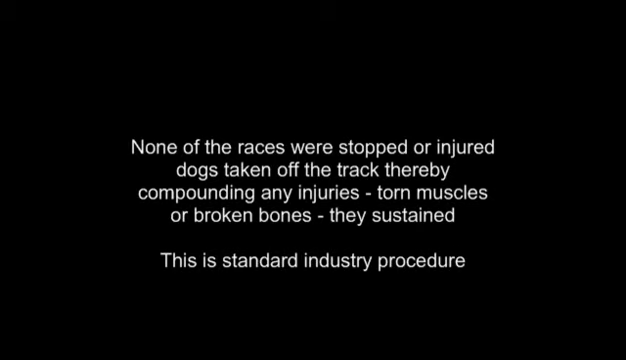 None of the races were stopped or injured
dogs taken off the track thereby
compounding any injuries - torn muscles
or broken bones - they sustained
This is standard industry procedure